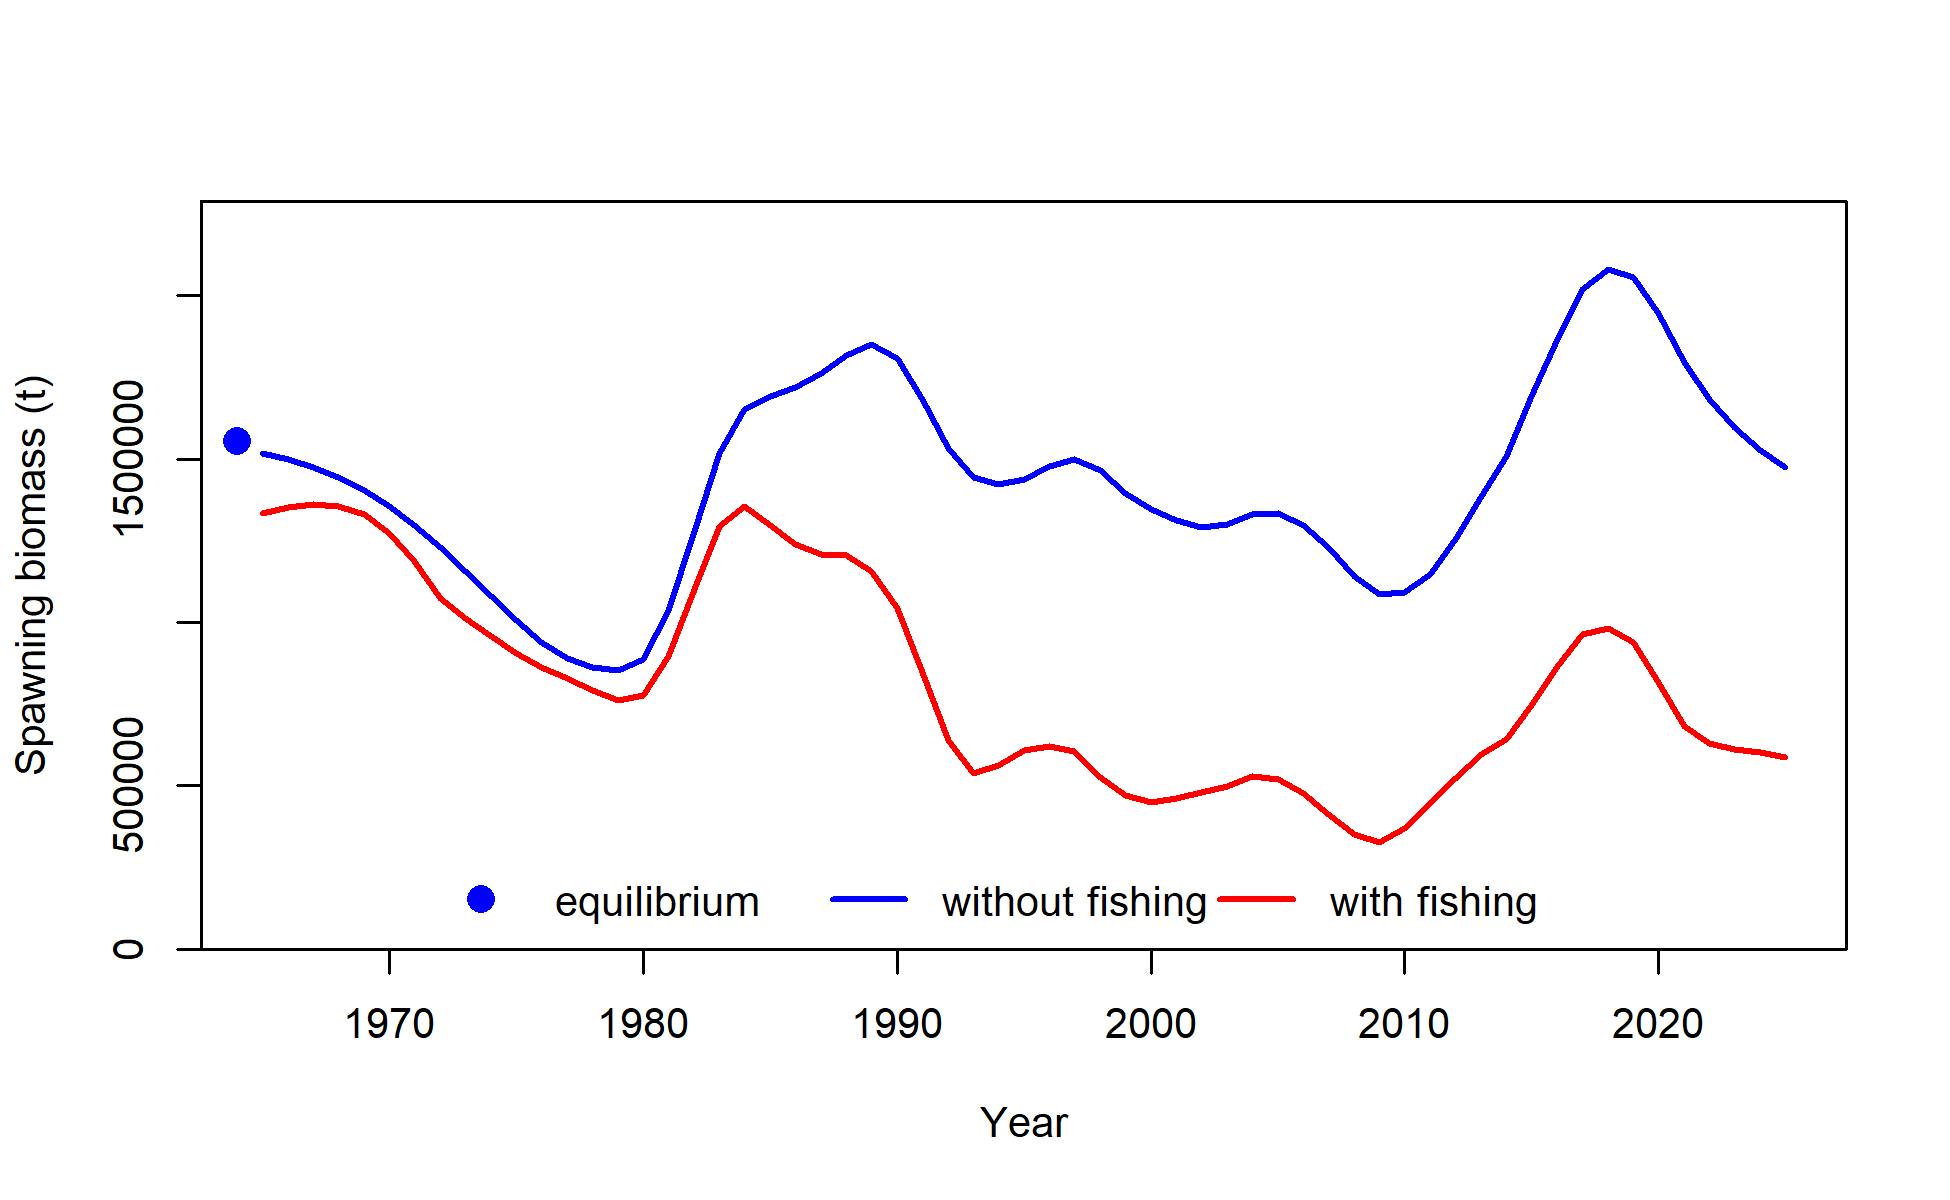 Spawning biomass (t)
1500000
500000
0
equilibrium without fishing with fishing
1970 1980 1990 2000 2010 2020
Year